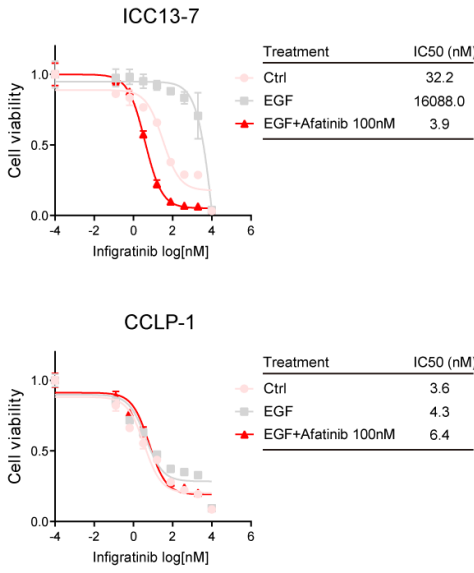 ICC13-7
Cell viability
1.0
0.5
0.0
-4 -2 0 2 4 6
Infigratinib log[nM]
Treatment IC50 (nM)
Ctrl 32.2
EGF 16088.0
EGF+Afatinib 100nM 3.9
CCLP-1
Cell viability
1.0
0.5
0.0
-4 -2 0 2 4 6
Infigratinib log[nM]
Treatment IC50 (nM)
Ctrl 3.6
EGF 4.3
EGF+Afatinib 100nM 6.4